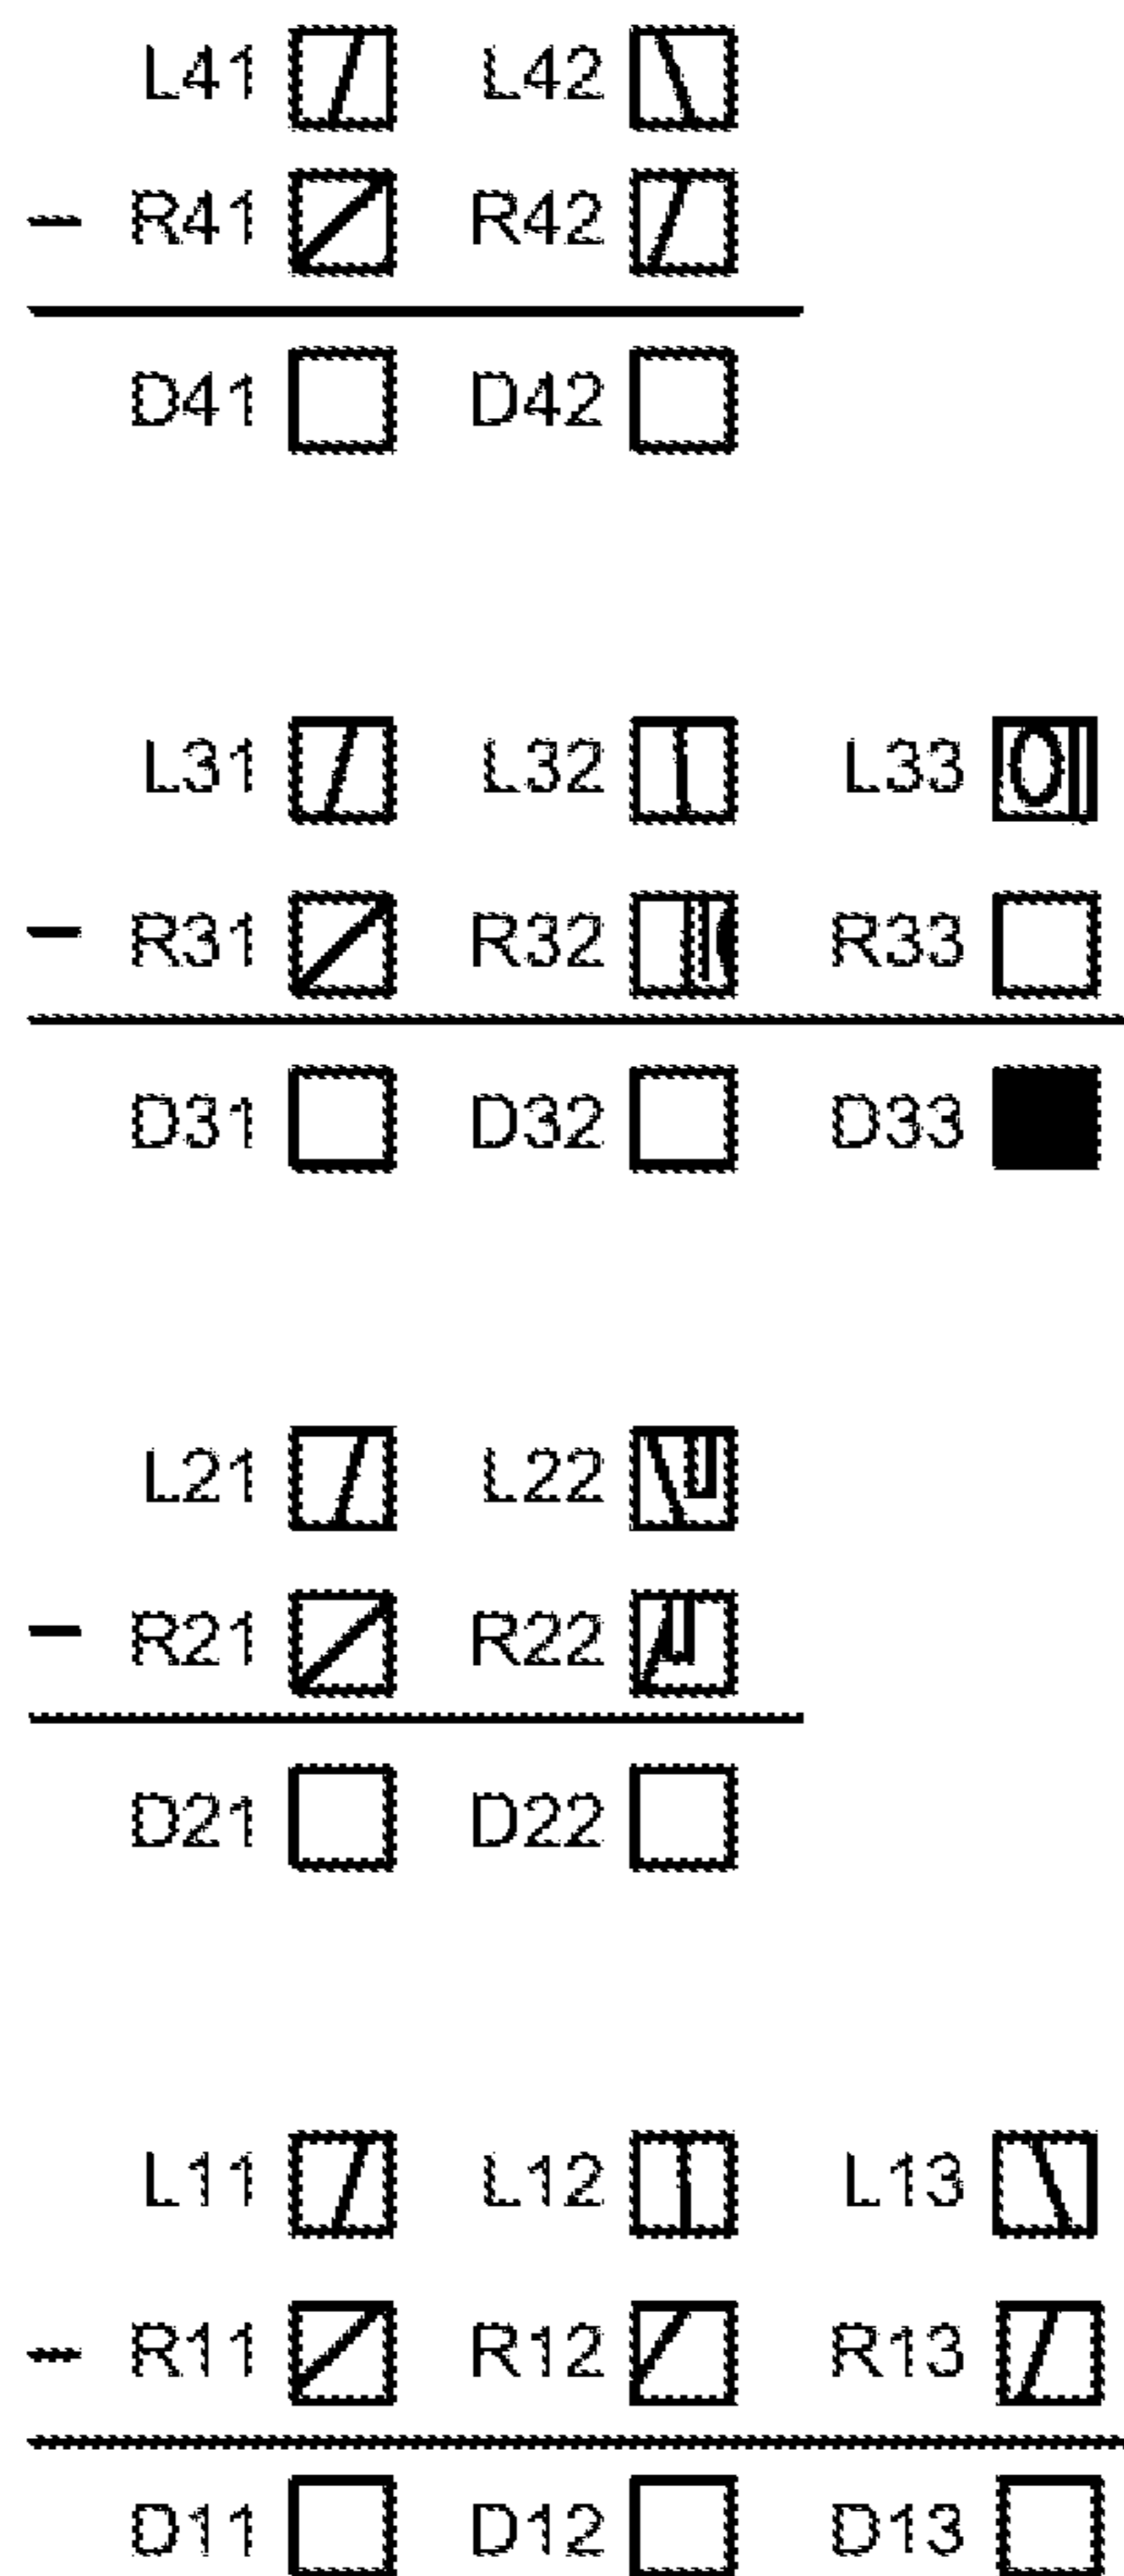 L41 L42
- R41 R42
D41 D42
L31 L32 L33
- R31 R32 R33
D31 D32 D33
L21 L22
- R21 R22
D21 D22
L11 L12 L13
- R11 R12 R13
D11 D12 D13